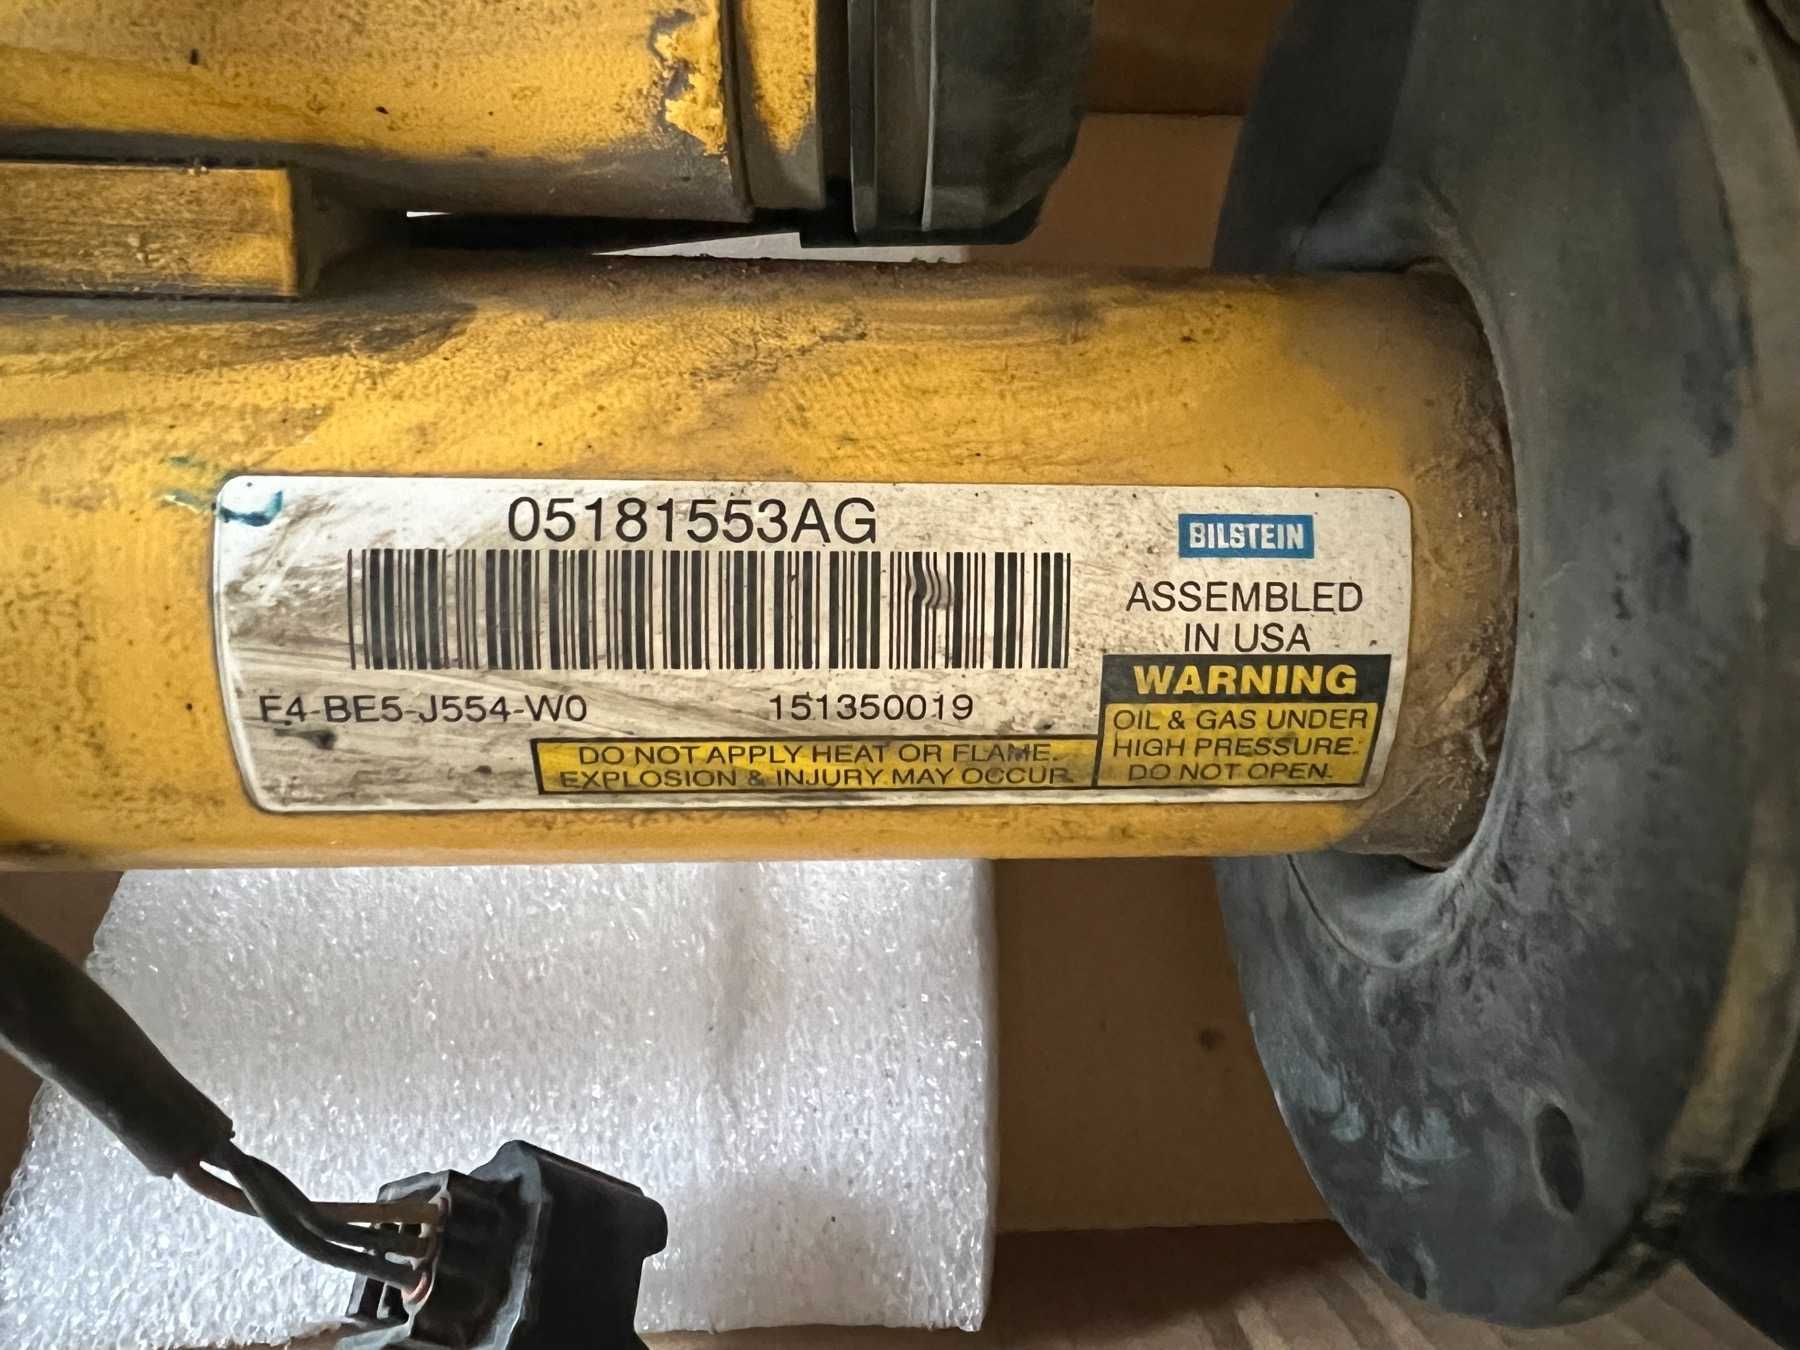 05181553AG
BILSTEIN
ASSEMBLED
IN USA
F4-BE5-J554-W0
151350019
WARNING
OIL & GAS UNDER
HIGH PRESSURE.
DO NOT OPEN.
DO NOT APPLY HEAT OR FLAME.
EXPLOSION & INJURY MAY OCCUR.